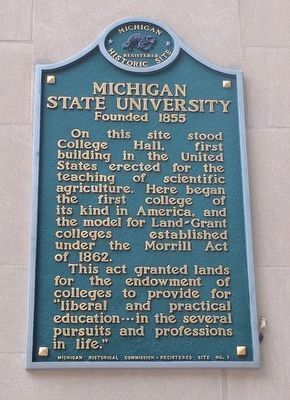 MICHIGAN
REGISTERED
HISTORIC SITE
MICHIGAN
STATE UNIVERSITY
Founded 1855
On this site stood
College Hall, first
building in the United
States erected for the
teaching of scientific
agriculture. Here began
the first college of
its kind in America, and
the model for Land-Grant
colleges established
under the Morrill Act
of 1862.
This act granted lands
for the endowment of
colleges to provide for
"liberal and practical
education...in the several
pursuits and professions
in life."
MICHIGAN HISTORICAL COMMISSION-REGISTERED SITE NO. 1